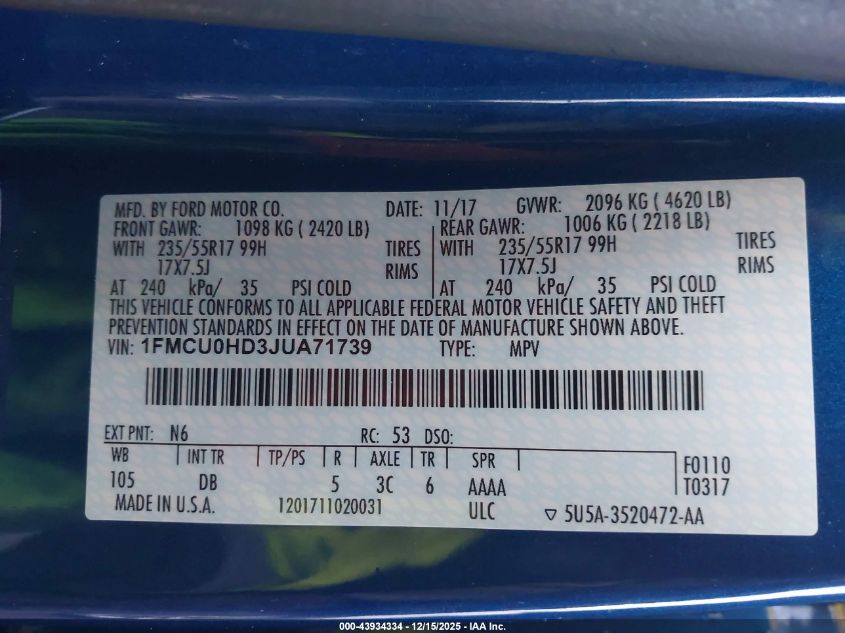 MFD. BY FORD MOTOR CO. DATE: 11/17 GVWR: 2096 KG ( 4620 LB)
FRONT GAWR: 1098 KG ( 2420 LB) REAR GAWR: 1006 KG ( 2218 LB)
WITH 235/55R17 99H TIRES WITH 235/55R17 99H TIRES
17X7.5J RIMS 17X7.5J RIMS
AT 240 kPa/ 35 PSI COLD AT 240 kPa/ 35 PSI COLD
THIS VEHICLE CONFORMS TO ALL APPLICABLE FEDERAL MOTOR VEHICLE SAFETY AND THEFT
PREVENTION STANDARDS IN EFFECT ON THE DATE OF MANUFACTURE SHOWN ABOVE.
VIN: 1FMCU0HD3JUA71739 TYPE: MPV
EXT PNT: N6 RC: 53 DSO:
WB INT TR TP/PS R AXLE TR SPR F0110
105 DB 5 3C 6 AAAA T0317
MADE IN U.S.A. 1201711020031 ULC ▽ 5U5A-3520472-AA
000-43934334 - 12/15/2025 - IAA Inc.